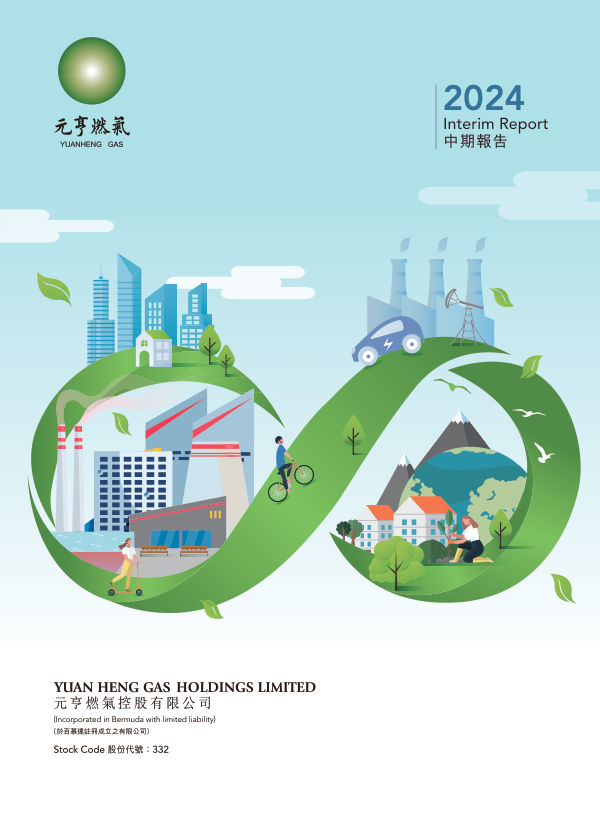 元亨燃氣
YUANHENG GAS
2024
Interim Report
中期報告
YUAN HENG GAS HOLDINGS LIMITED
元亨燃氣控股有限公司
(Incorporated in Bermuda with limited liability)
(於百慕達註冊成立之有限公司)
Stock Code 股份代號：332